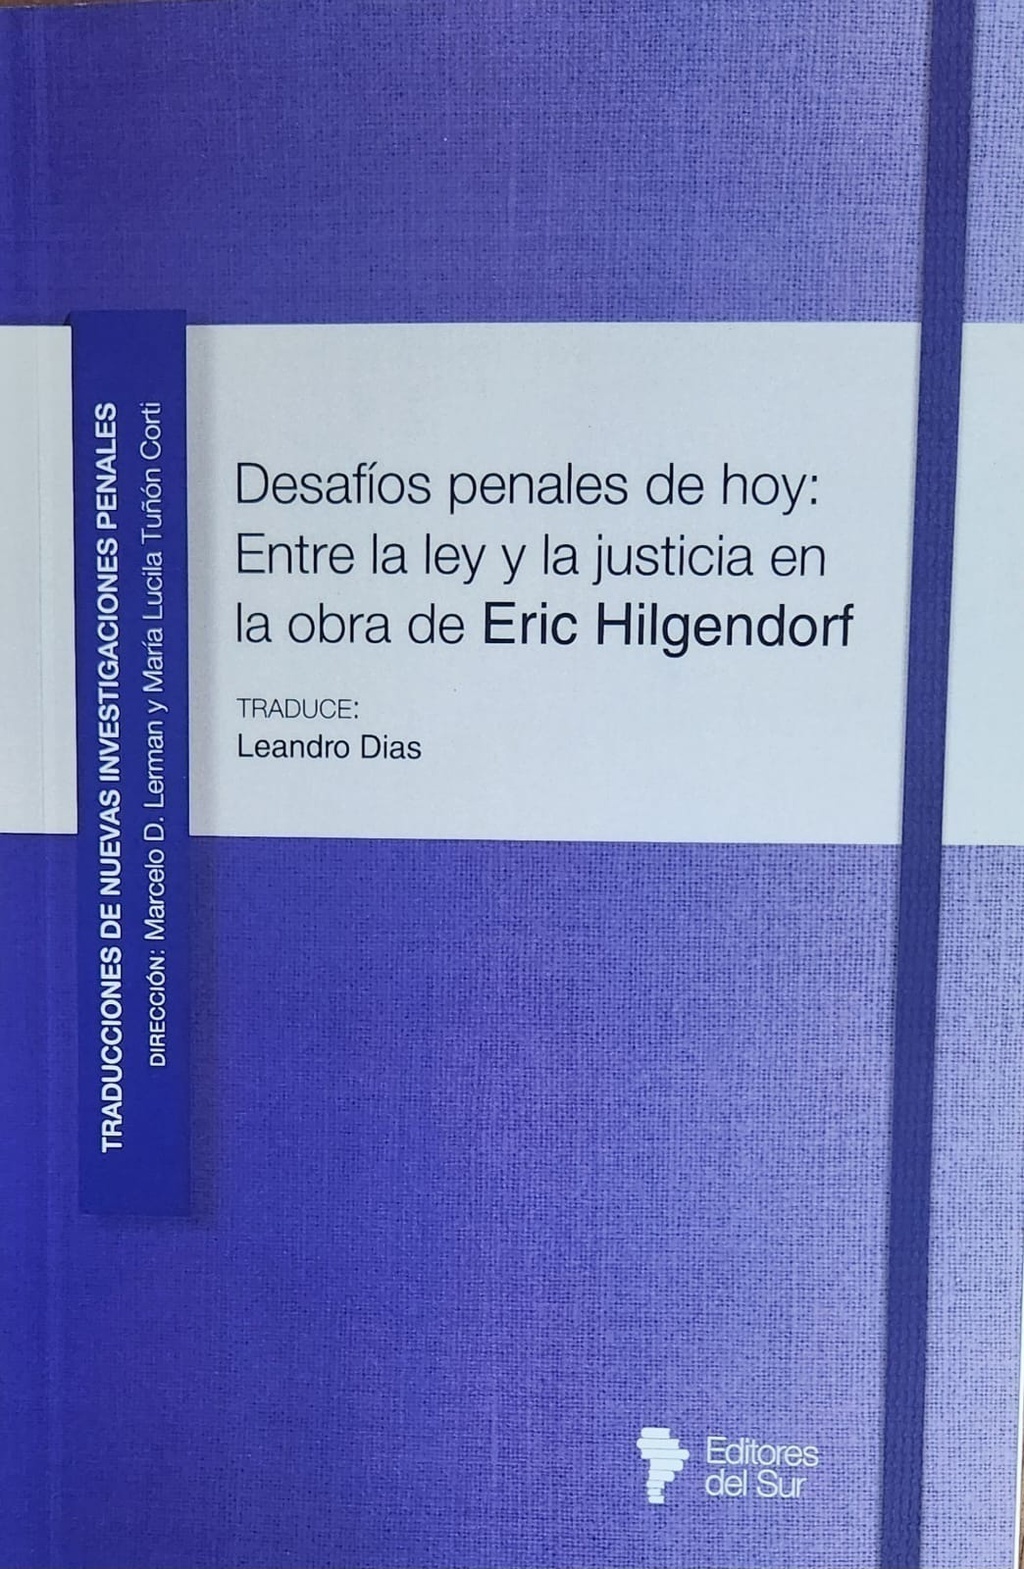 TRADUCCIONES DE NUEVAS INVESTIGACIONES PENALES
DIRECCIÓN: Marcelo D. Lerman y María Lucila Tuñón Corti
Desafíos penales de hoy:
Entre la ley y la justicia en
la obra de Eric Hilgendorf
TRADUCE:
Leandro Dias
Editores
del Sur